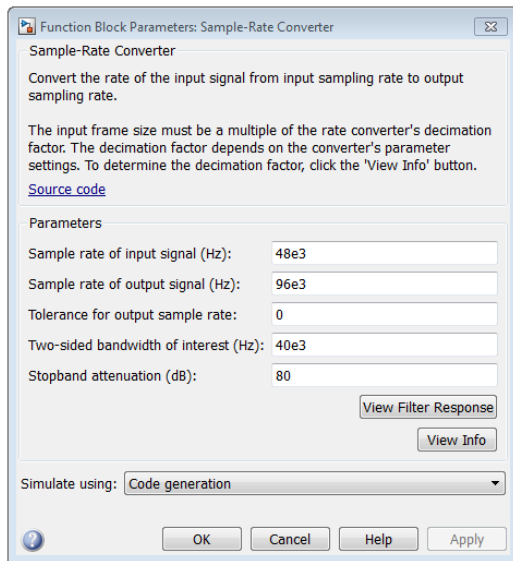 Function Block Parameters: Sample-Rate Converter
Sample-Rate Converter
Convert the rate of the input signal from input sampling rate to output
sampling rate.
The input frame size must be a multiple of the rate converter's decimation
factor. The decimation factor depends on the converter's parameter
settings. To determine the decimation factor, click the 'View Info' button.
Source code
Parameters
Sample rate of input signal (Hz): 48e3
Sample rate of output signal (Hz): 96e3
Tolerance for output sample rate: 0
Two-sided bandwidth of interest (Hz): 40e3
Stopband attenuation (dB): 80
View Filter Response
View Info
Simulate using: Code generation
? OK Cancel Help Apply